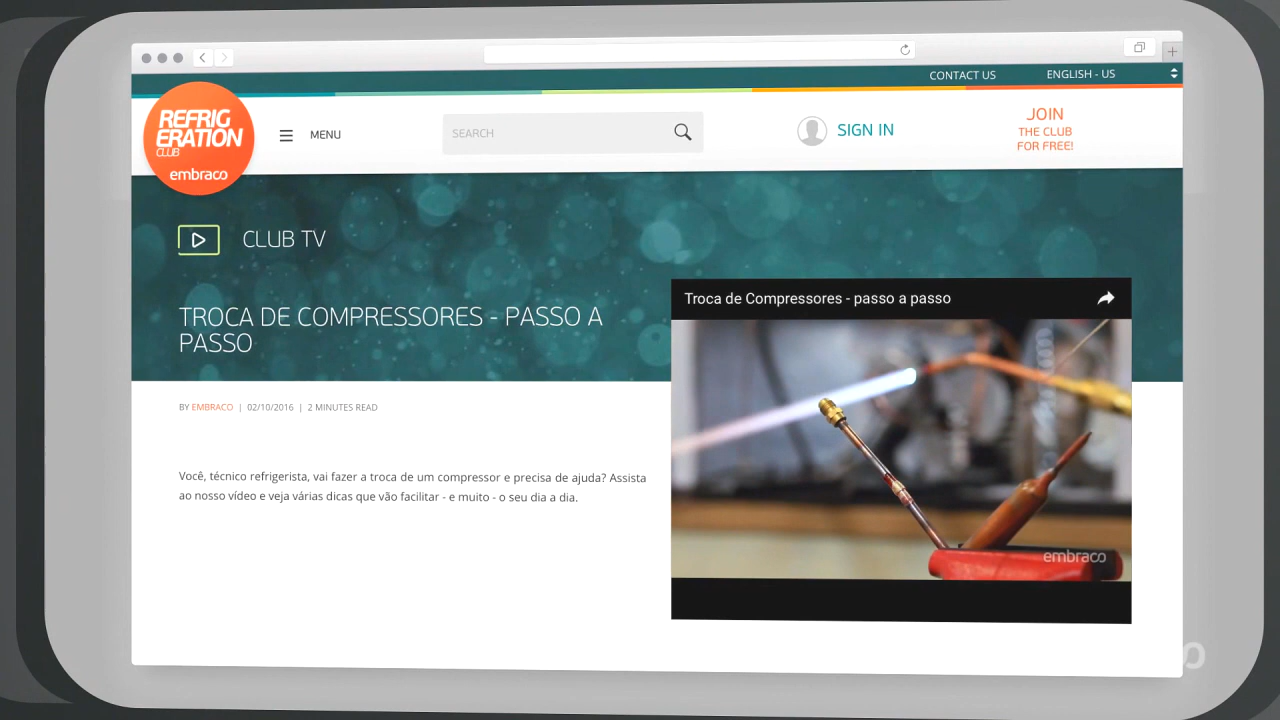 CONTACT US
ENGLISH - US
REFRIG
ERATION
CLUB
embraco
MENU
SEARCH
SIGN IN
JOIN
THE CLUB
FOR FREE!
CLUB TV
TROCA DE COMPRESSORES - PASSO A
PASSO
Troca de Compressores - passo a passo
BY EMBRACO | 02/10/2016 | 2 MINUTES READ
Você, técnico refrigerista, vai fazer a troca de um compressor e precisa de ajuda? Assista
ao nosso vídeo e veja várias dicas que vão facilitar - e muito - o seu dia a dia.
embraco